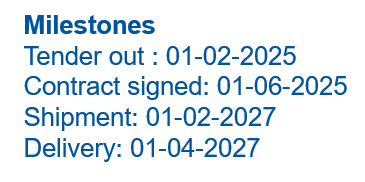 Milestones
Tender out : 01-02-2025
Contract signed: 01-06-2025
Shipment: 01-02-2027
Delivery: 01-04-2027